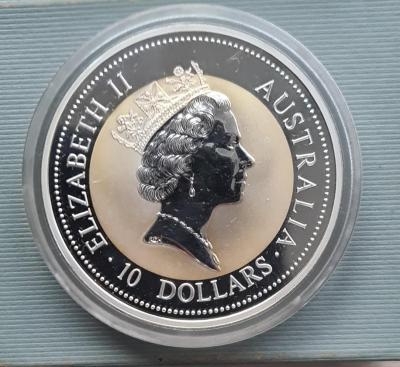 ELIZABETH II
AUSTRALIA
· 10 DOLLARS ·